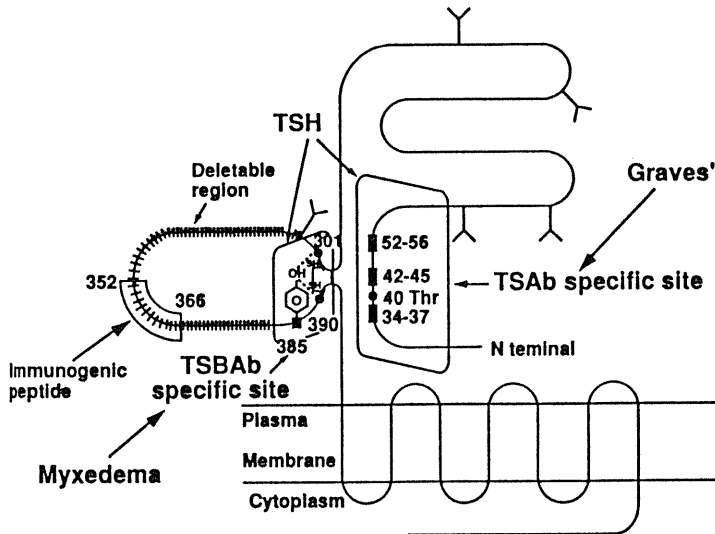 TSH
Deletable
region
Graves'
301
52-56
42-45
TSAb specific site
40 Thr
34-37
352
366
OH
390
385
N teminal
Immunogenic
peptide
TSBAb
specific site
Plasma
Myxedema
Membrane
Cytoplasm